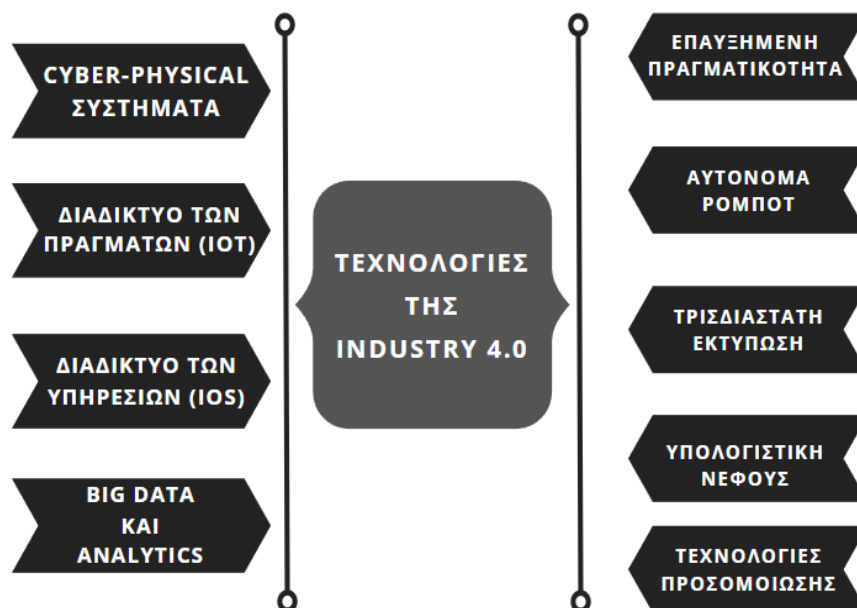 CYBER-PHYSICAL
ΣΥΣΤΗΜΑΤΑ
ΔΙΑΔΙΚΤΥΟ ΤΩΝ
ΠΡΑΓΜΑΤΩΝ (ΙΟΤ)
ΔΙΑΔΙΚΤΥΟ ΤΩΝ
ΥΠΗΡΕΣΙΩΝ (IOS)
BIG DATA
ΚΑΙ
ANALYTICS
ΤΕΧΝΟΛΟΓΙΕΣ
ΤΗΣ
INDUSTRY 4.0
ΕΠΑΥΞΗΜΕΝΗ
ΠΡΑΓΜΑΤΙΚΟΤΗΤΑ
ΑΥΤΟΝΟΜΑ
ΡΟΜΠΟΤ
ΤΡΙΣΔΙΑΣΤΑΤΗ
ΕΚΤΥΠΩΣΗ
ΥΠΟΛΟΓΙΣΤΙΚΗ
ΝΕΦΟΥΣ
ΤΕΧΝΟΛΟΓΙΕΣ
ΠΡΟΣΟΜΟΙΩΣΗΣ